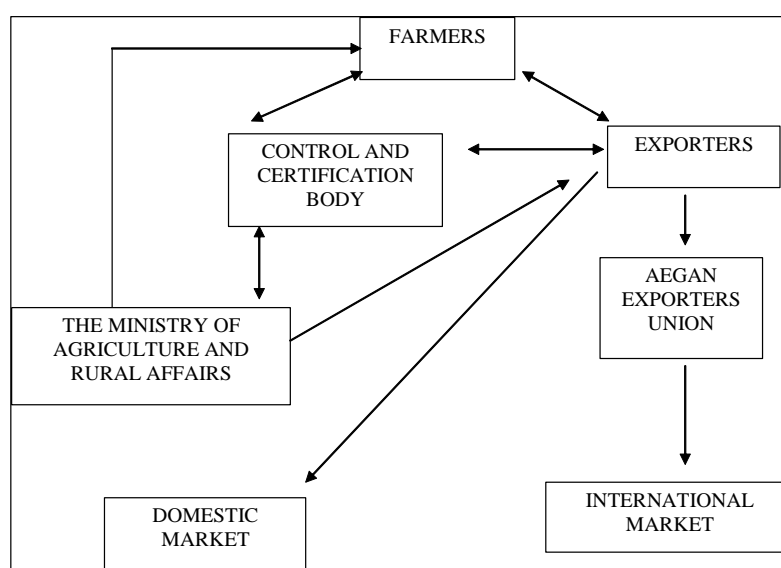 FARMERS
CONTROL AND
CERTIFICATION
BODY
EXPORTERS
AEGAN
EXPORTERS
UNION
THE MINISTRY OF
AGRICULTURE AND
RURAL AFFAIRS
DOMESTIC
MARKET
INTERNATIONAL
MARKET